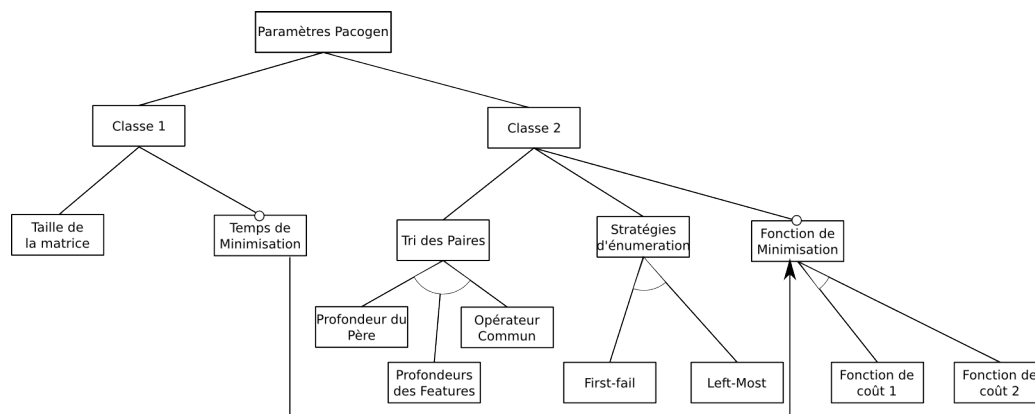 Paramètres Pacogen
Classe 1
Classe 2
Taille de
la matrice
Temps de
Minimisation
Tri des Paires
Stratégies
d'énumeration
Fonction de
Minimisation
Profondeur du
Père
Opérateur
Commun
Profondeurs
des Features
First-fail
Left-Most
Fonction de
coût 1
Fonction de
coût 2